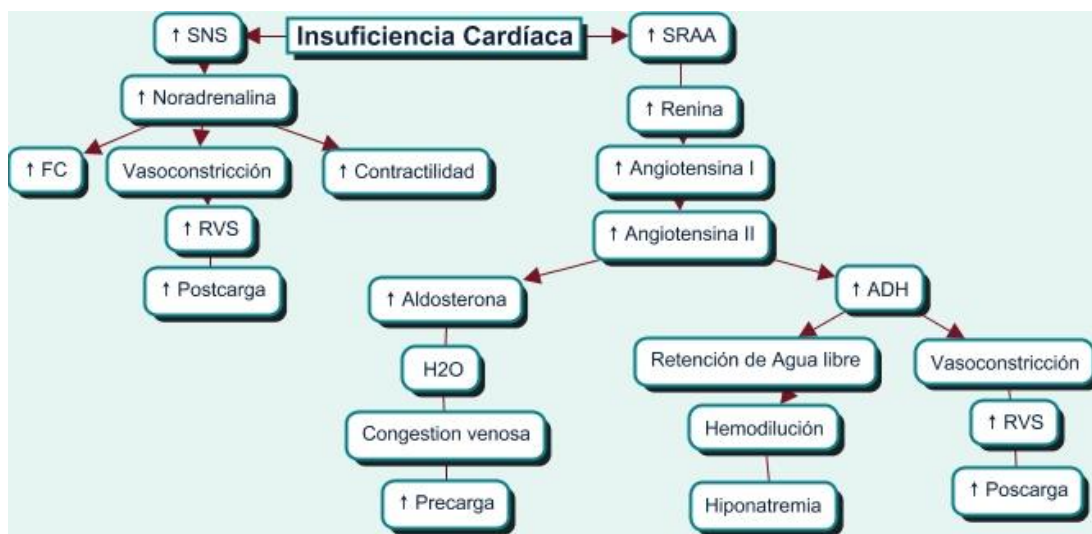 Insuficiencia Cardíaca
↑ SNS
↑ Noradrenalina
↑ FC
Vasoconstricción
↑ Contractilidad
↑ RVS
↑ Postcarga
↑ SRAA
↑ Renina
↑ Angiotensina I
↑ Angiotensina II
↑ Aldosterona
H2O
Congestion venosa
↑ Precarga
↑ ADH
Retención de Agua libre
Hemodilución
Hiponatremia
Vasoconstricción
↑ RVS
↑ Poscarga